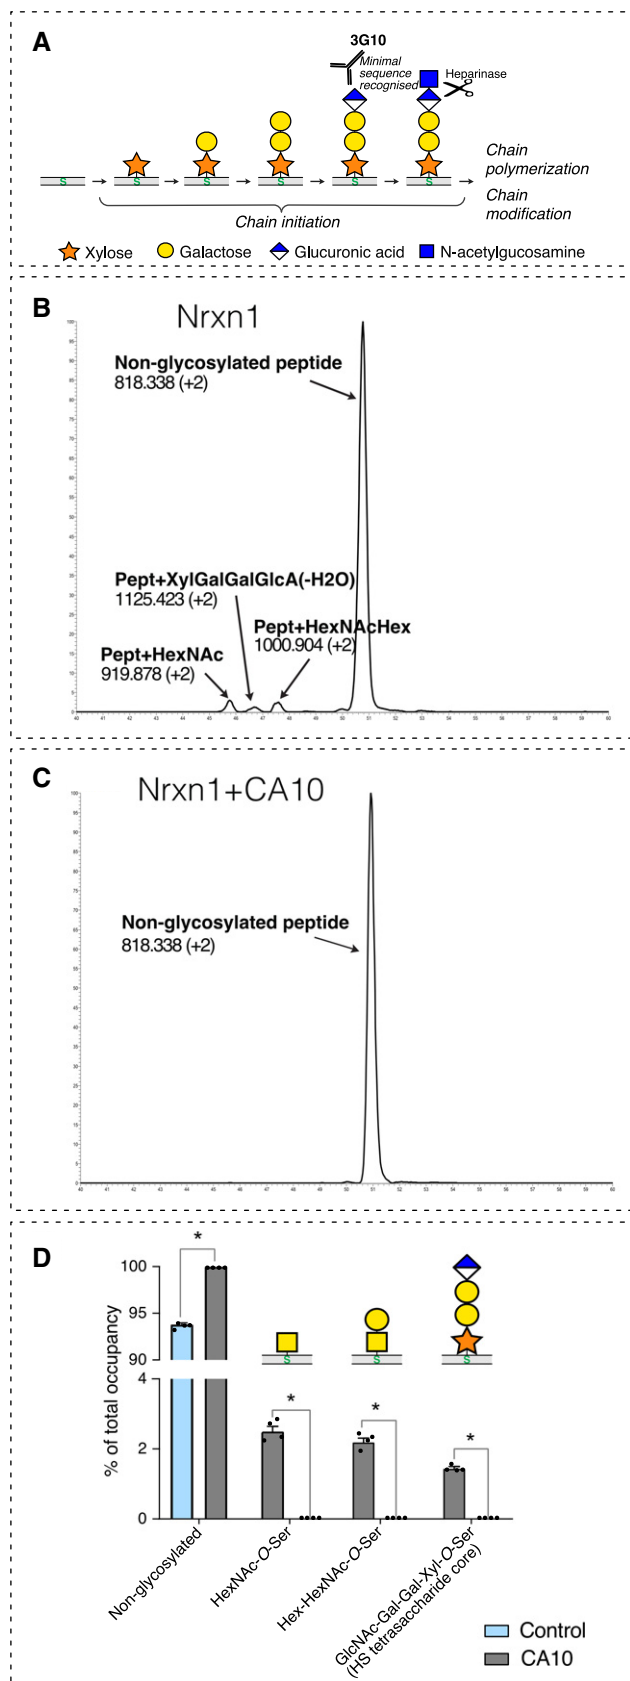 A
3G10
Minimal
sequence
recognised
Heparinase
S
S
S
S
S
S
Chain
polymerization
Chain initiation
Chain
modification
Xylose
Galactose
Glucuronic acid
N-acetylgucosamine
B
Nrxn1
Non-glycosylated peptide
818.338 (+2)
Pept+XylGalGalGlcA(-H2O)
1125.423 (+2)
Pept+HexNAcHex
1000.904 (+2)
Pept+HexNAc
919.878 (+2)
C
Nrxn1+CA10
Non-glycosylated peptide
818.338 (+2)
D
% of total occupancy
100
95
90
4
2
0
*
*
*
*
S
S
S
Non-glycosylated
HexNAc-O-Ser
Hex-HexNAc-O-Ser
GlcNAc-Gal-Gal-Xyl-O-Ser
(HS tetrasaccharide core)
Control
CA10